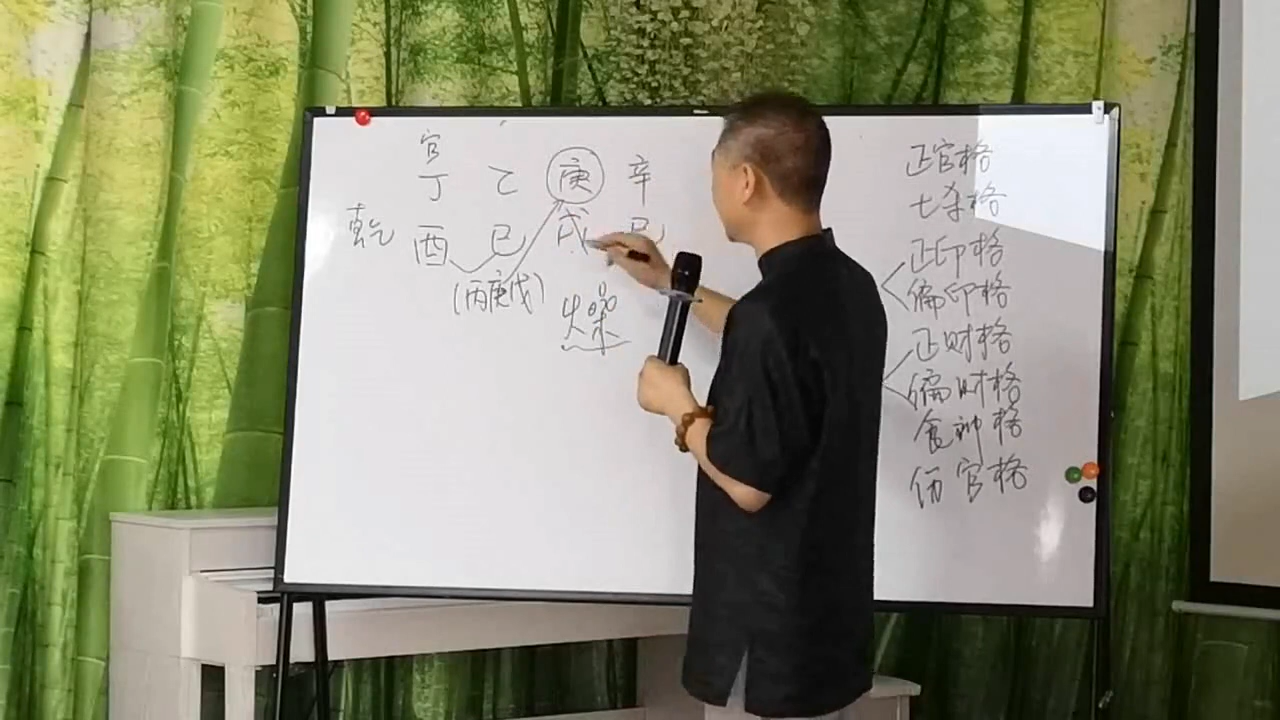 官
丁 乙 庚 辛
乾 酉 巳 戌 巳
(丙庚戊)
燥
正官格
七杀格
正印格
偏印格
正财格
偏财格
食神格
伤官格